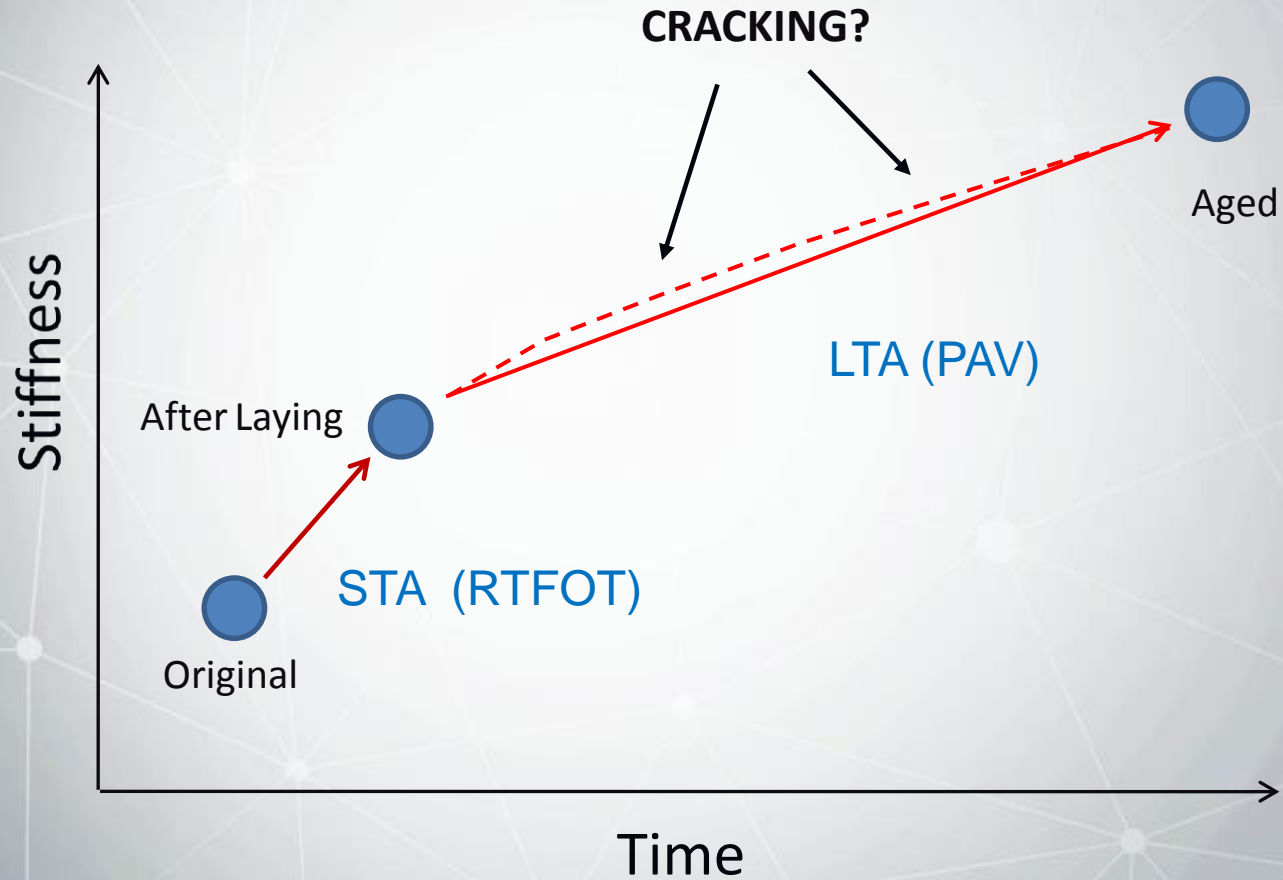 CRACKING?
Stiffness
Aged
LTA (PAV)
After Laying
STA (RTFOT)
Original
Time